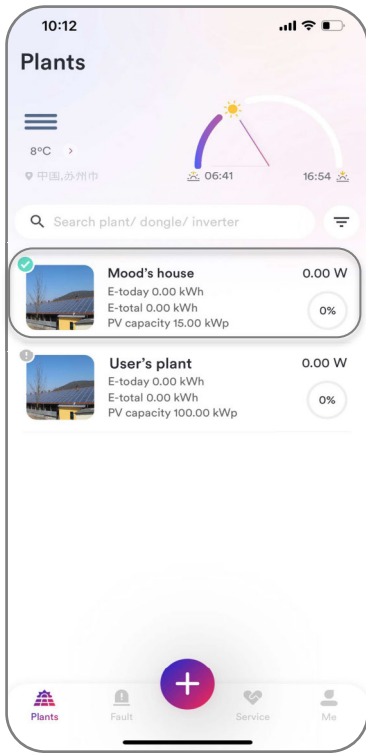 10:12
Plants
8°C >
中国,苏州市
06:41
16:54
Search plant/ dongle/ inverter
Mood's house 0.00 W
E-today 0.00 kWh
E-total 0.00 kWh 0%
PV capacity 15.00 kWp
User's plant 0.00 W
E-today 0.00 kWh
E-total 0.00 kWh 0%
PV capacity 100.00 kWp
Plants Fault Service Me